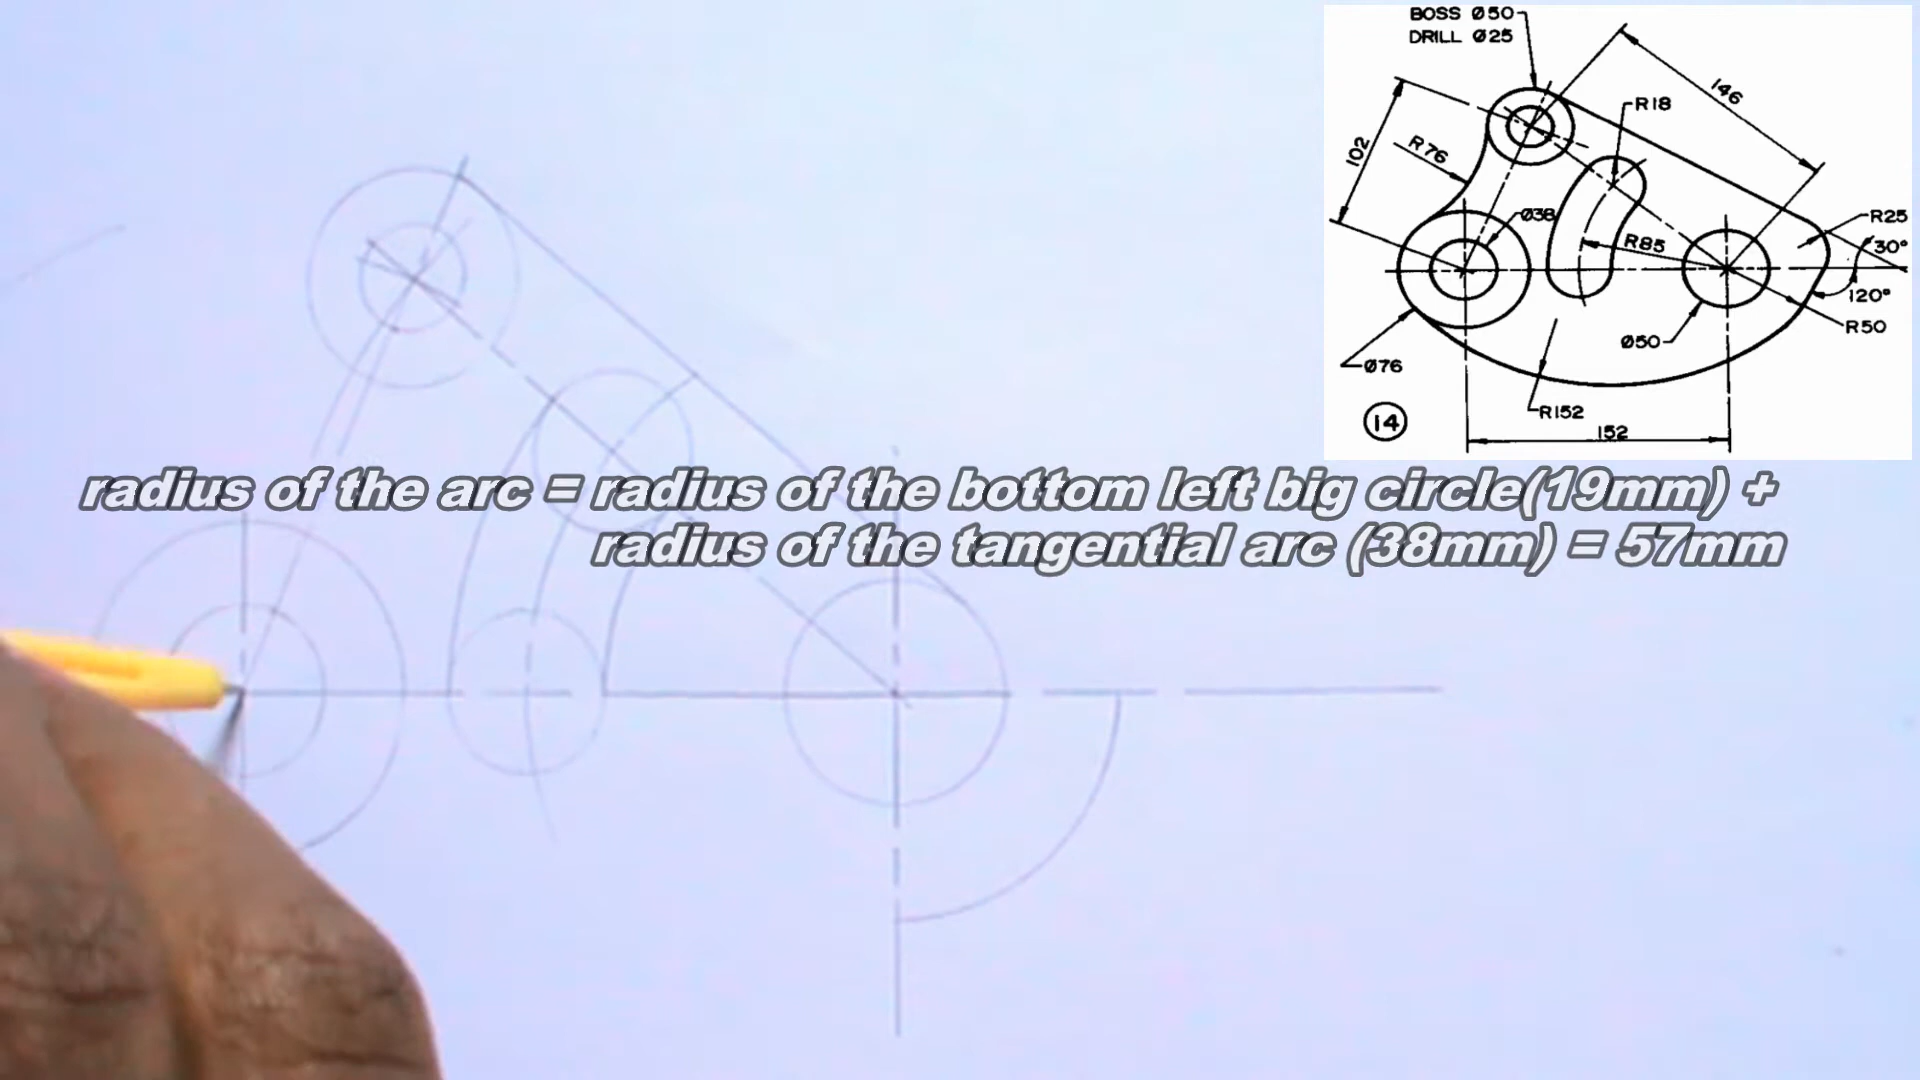 BOSS Ø50
DRILL Ø25
146
R18
102
R76
Ø38
R25
R85
30°
120°
R50
Ø50
Ø76
R152
14
152
radius of the arc = radius of the bottom left big circle(19mm) +
radius of the tangential arc (38mm) = 57mm